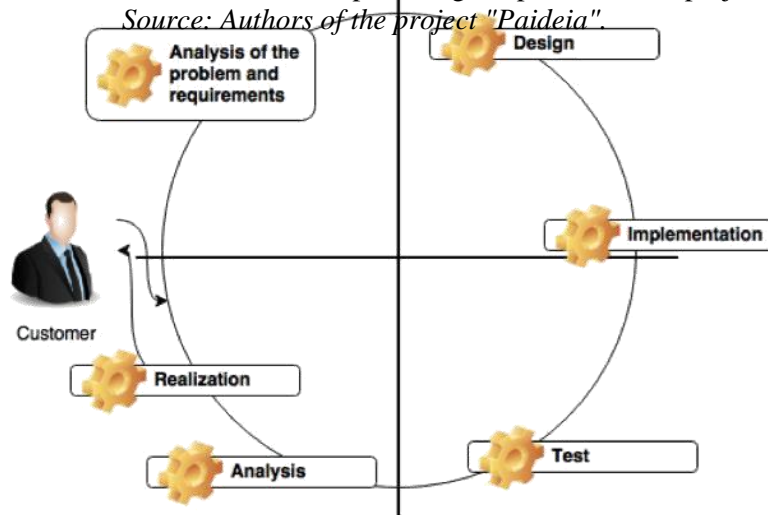 Source: Authors of the project "Paideia".
Analysis of the
problem and
requirements
Design
Implementation
Customer
Realization
Analysis
Test